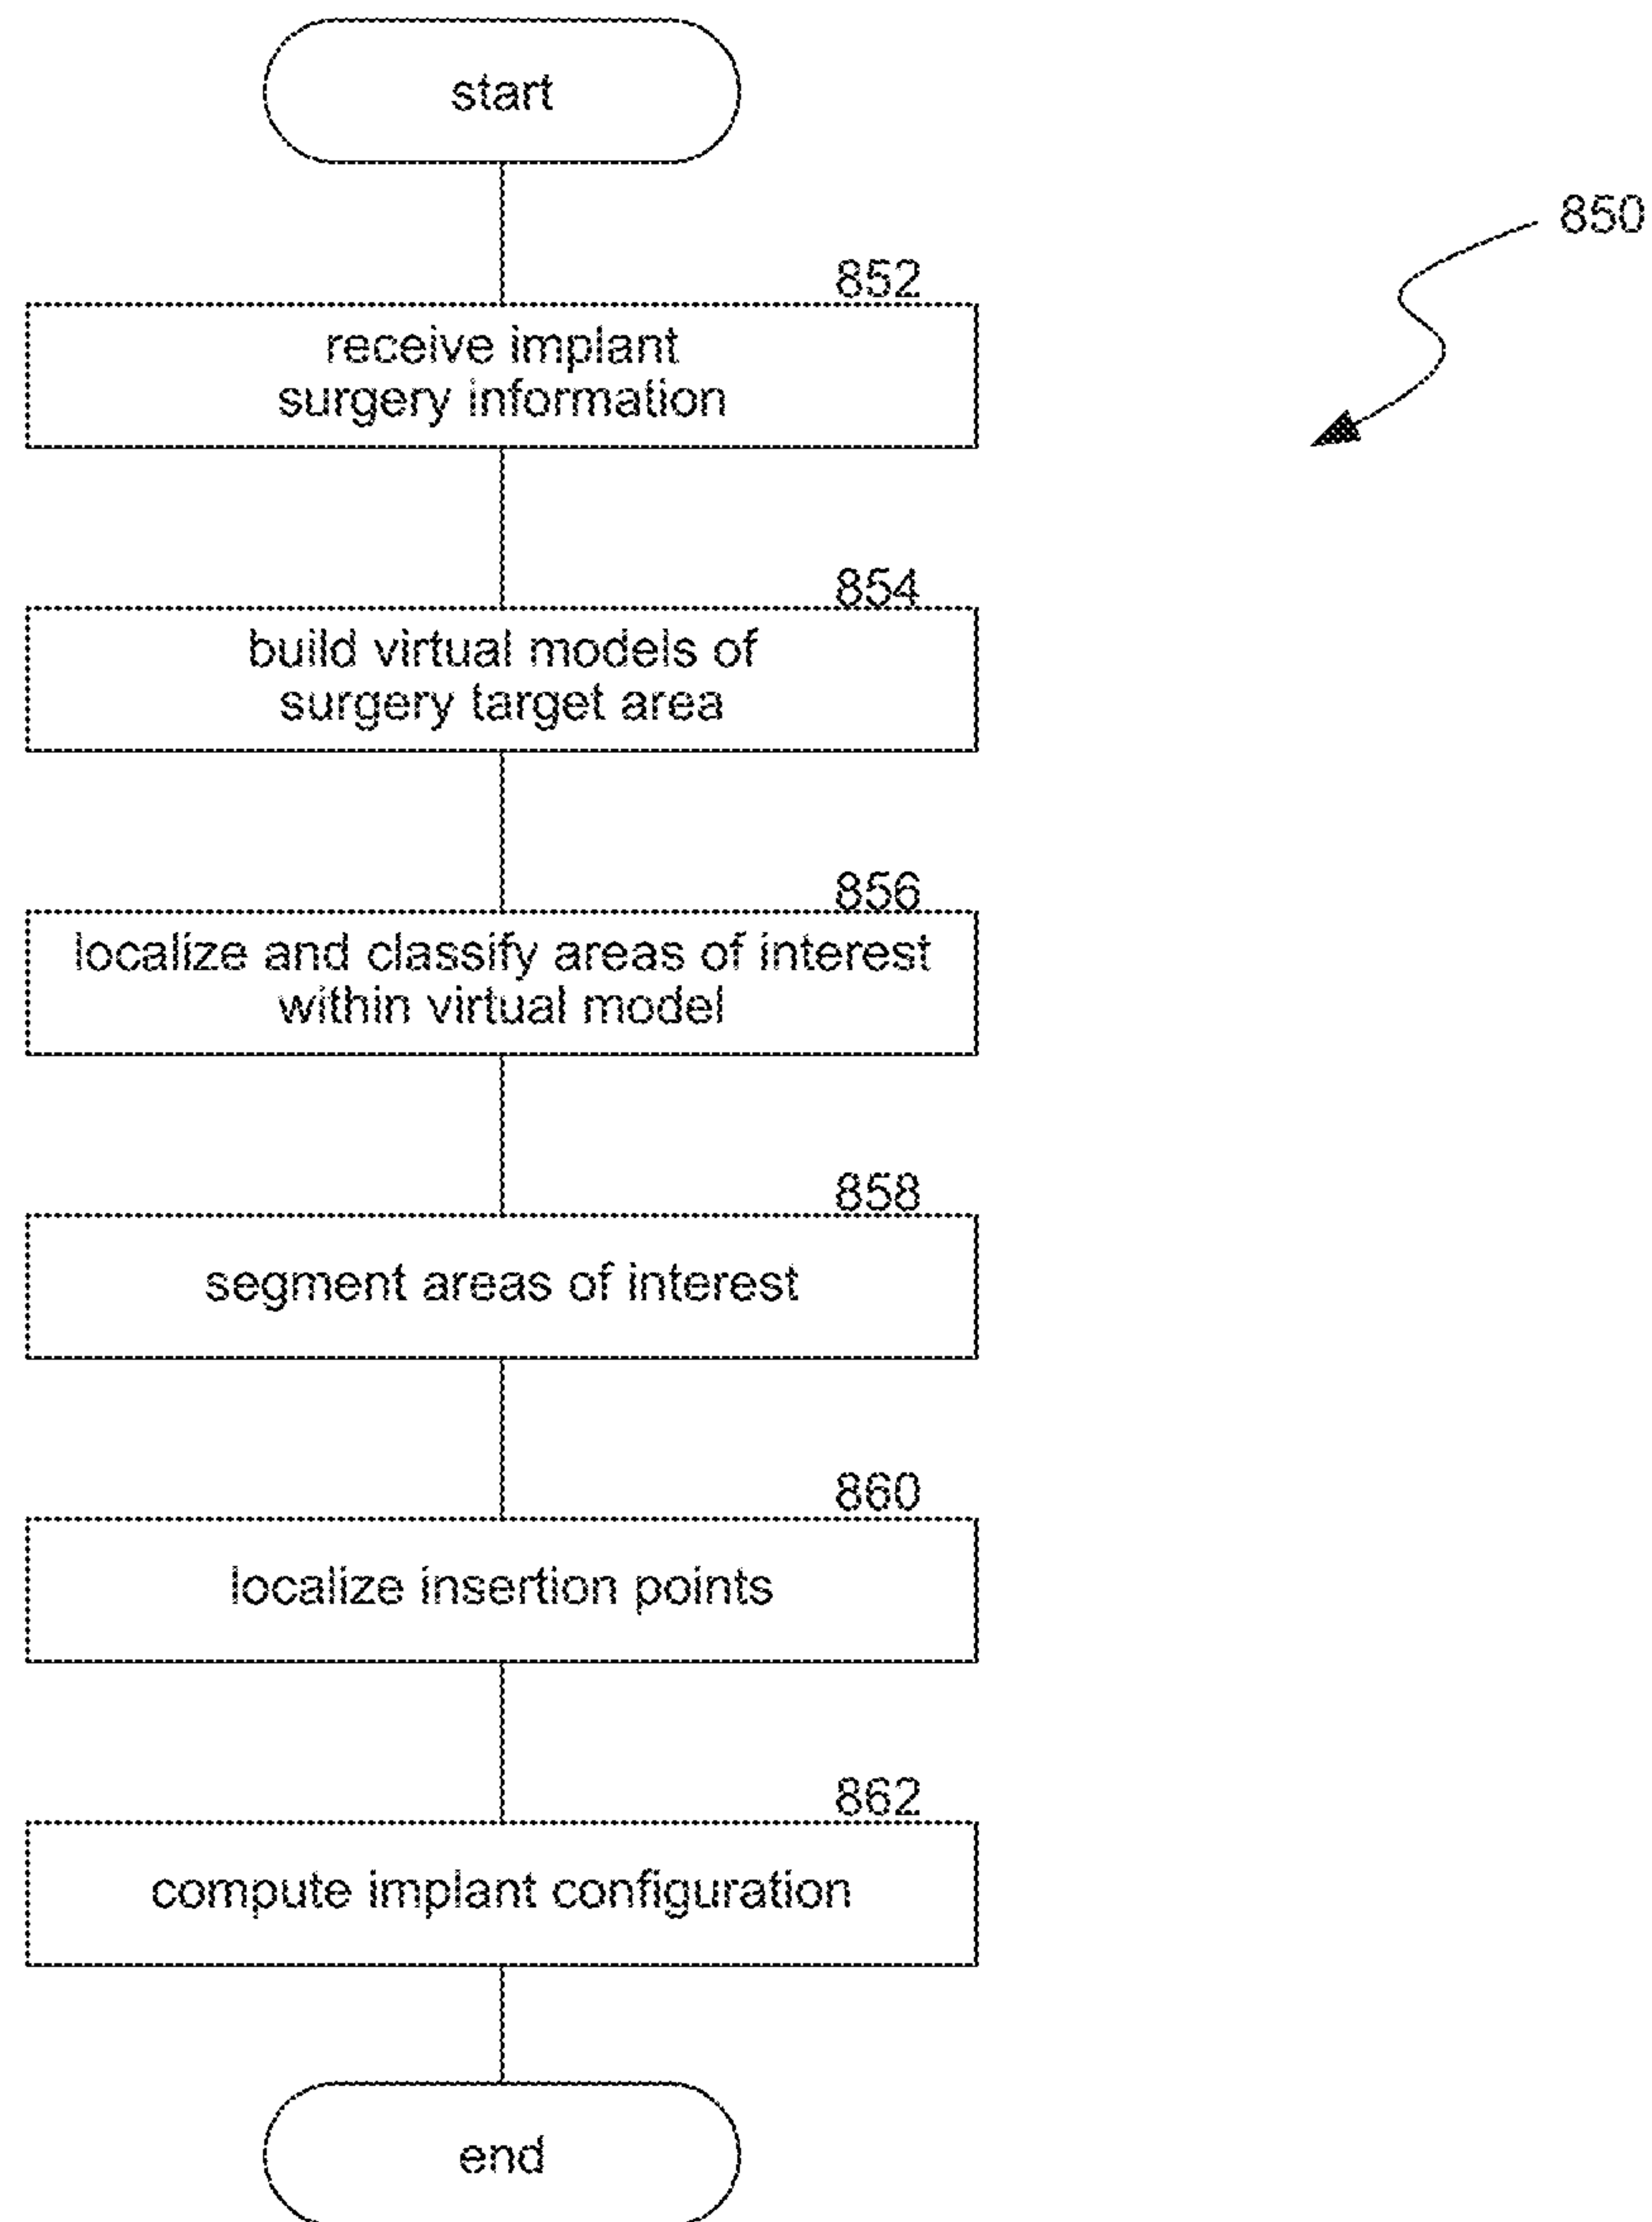 start
850
852
receive implant
surgery information
854
build virtual models of
surgery target area
856
localize and classify areas of interest
within virtual model
858
segment areas of interest
860
localize insertion points
862
compute implant configuration
end